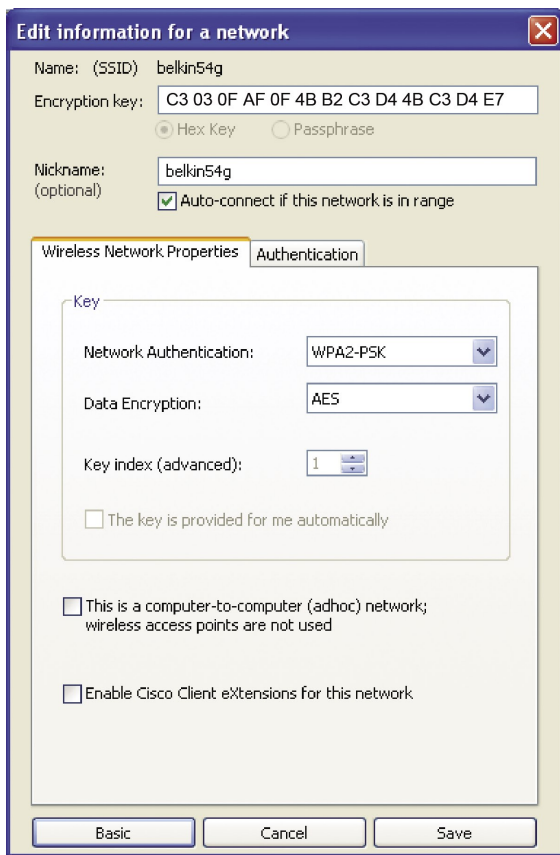 Edit information for a network
Name: (SSID) belkin54g
Encryption key: C3 03 0F AF 0F 4B B2 C3 D4 4B C3 D4 E7
Hex Key Passphrase
Nickname: belkin54g
(optional)
Auto-connect if this network is in range
Wireless Network Properties Authentication
Key
Network Authentication: WPA2-PSK
Data Encryption: AES
Key index (advanced): 1
The key is provided for me automatically
This is a computer-to-computer (adhoc) network;
wireless access points are not used
Enable Cisco Client eXtensions for this network
Basic Cancel Save